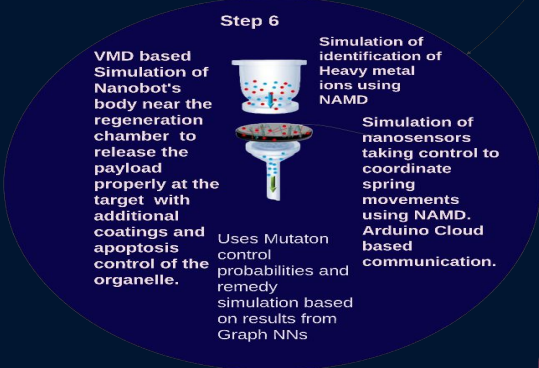 Step 6
VMD based
Simulation of
Nanobot's
body near the
regeneration
chamber to
release the
payload
properly at the
target with
additional
coatings and
apoptosis
control of the
organelle.
Simulation of
identification of
Heavy metal
ions using
NAMD
Simulation of
nanosensors
taking control to
coordinate
spring
movements
using NAMD.
Arduino Cloud
based
communication.
Uses Mutaton
control
probabilities and
remedy
simulation based
on results from
Graph NNs